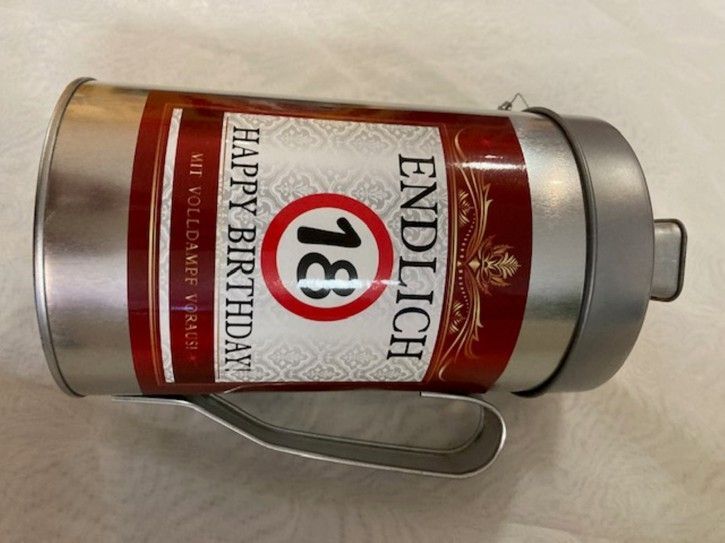 ENDLICH
18
HAPPY BIRTHDAY!
MIT VOLLDAMPF VORAUS!